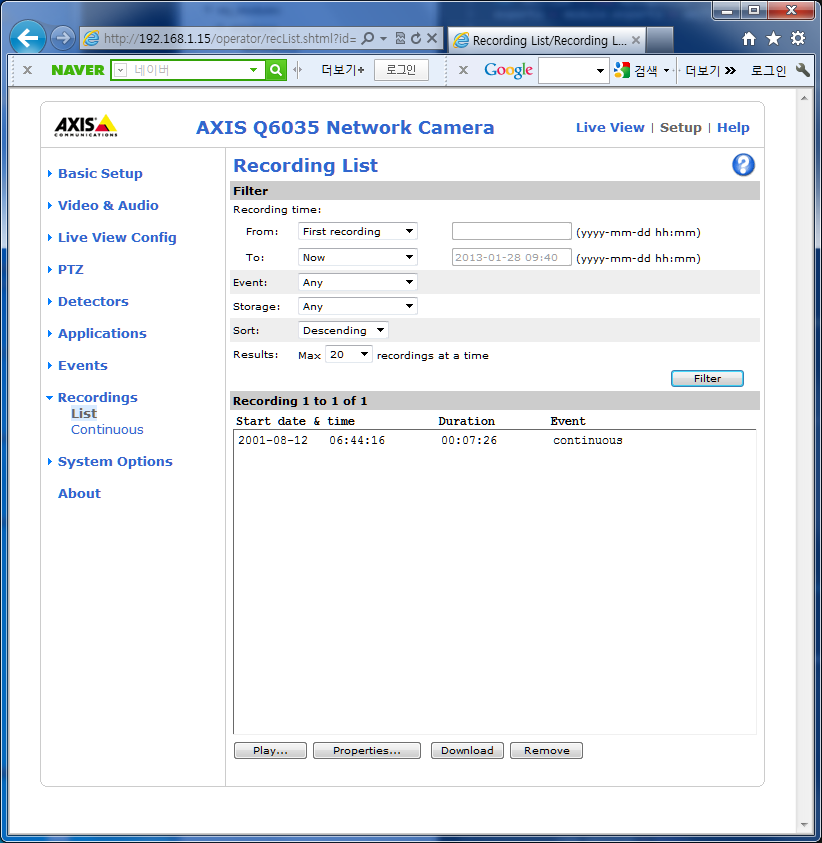 http://192.168.1.15/operator/recList.shtml?id=
Recording List/Recording L...
x NAVER 네이버 더보기+ 로그인 x Google 검색 더보기 » 로그인
AXIS
COMMUNICATIONS
AXIS Q6035 Network Camera
Live View | Setup | Help
Basic Setup
Video & Audio
Live View Config
PTZ
Detectors
Applications
Events
Recordings
List
Continuous
System Options
About
Recording List
?
Filter
Recording time:
From: First recording (yyyy-mm-dd hh:mm)
To: Now 2013-01-28 09:40 (yyyy-mm-dd hh:mm)
Event: Any
Storage: Any
Sort: Descending
Results: Max 20 recordings at a time
Filter
Recording 1 to 1 of 1
Start date & time Duration Event
2001-08-12 06:44:16 00:07:26 continuous
Play... Properties... Download Remove